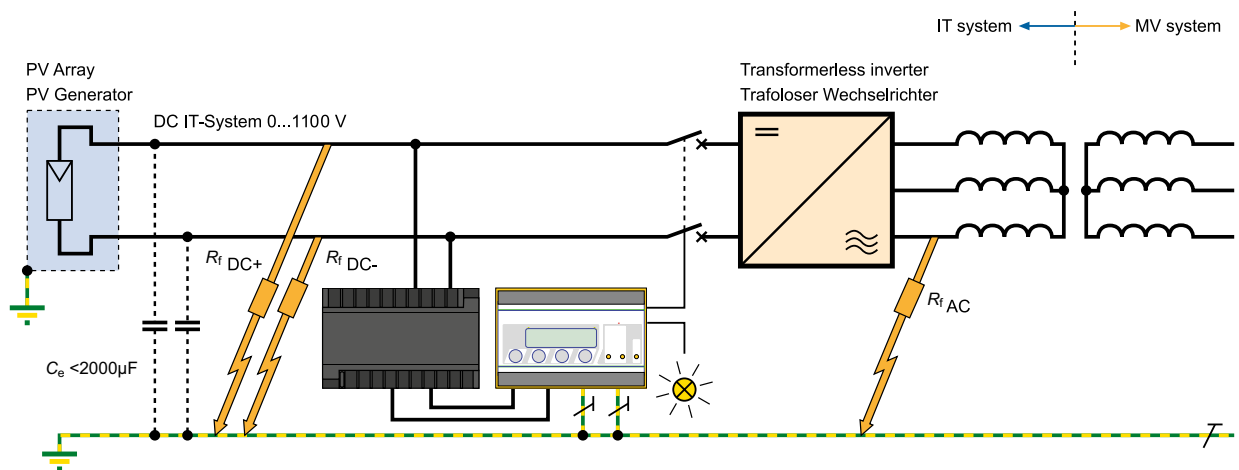 IT system
MV system
PV Array
PV Generator
Transformerless inverter
Trafoloser Wechselrichter
DC IT-System 0...1100 V
Rf DC+
Rf DC-
Rf AC
Ce <2000µF